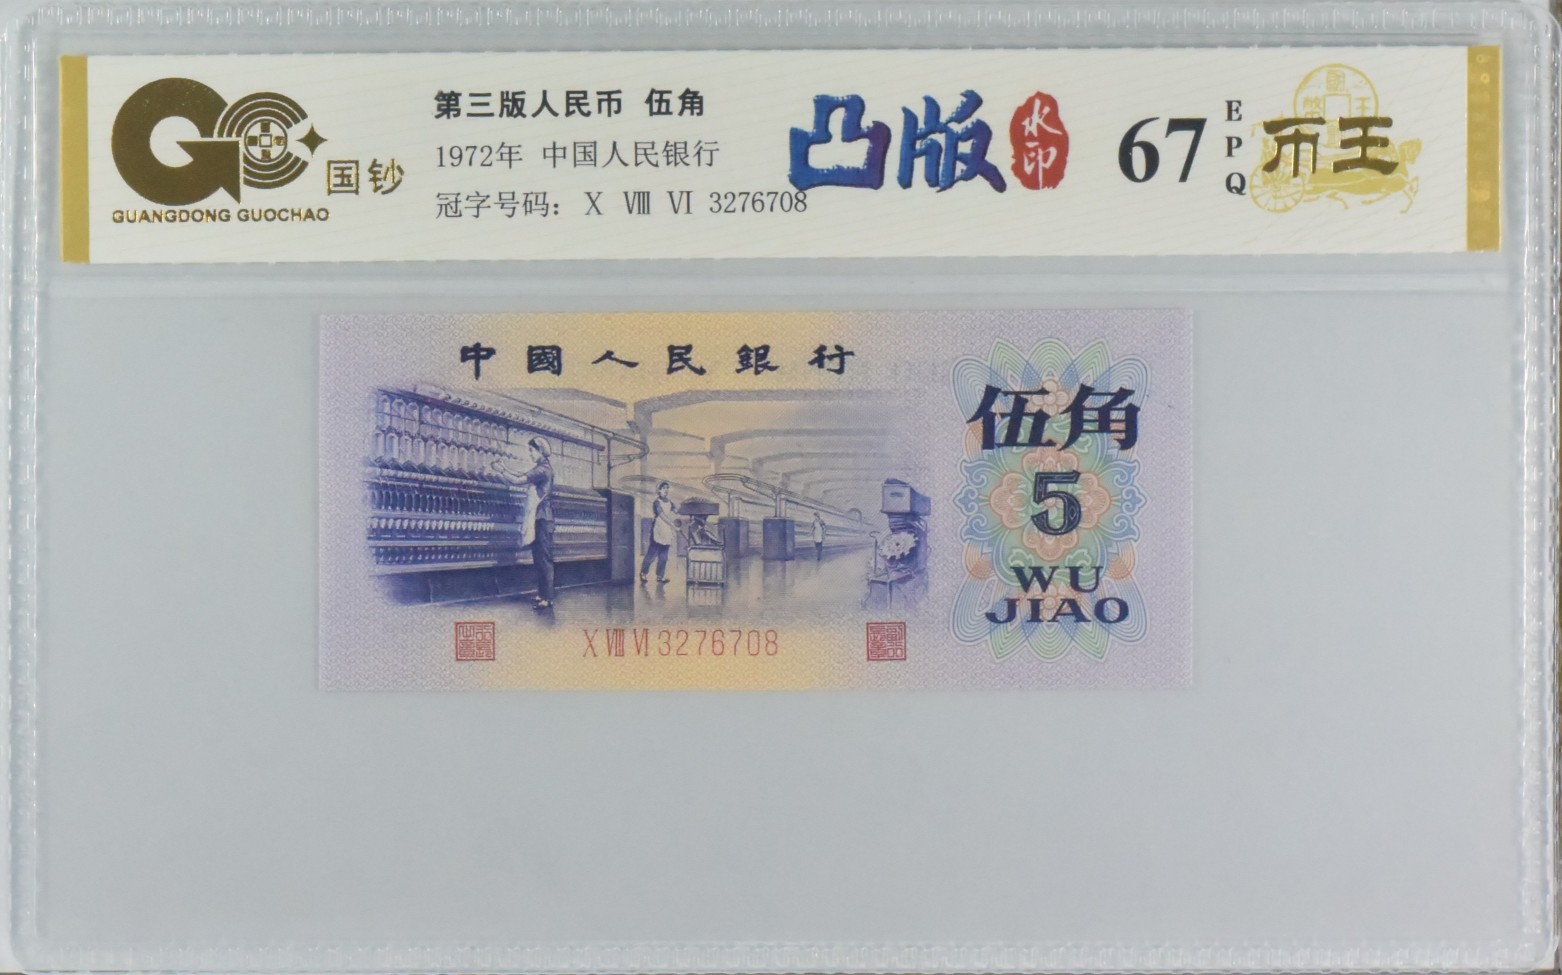 国钞
GUANGDONG GUOCHAO
第三版人民币 伍角
1972年 中国人民银行
冠字号码： Ⅹ Ⅷ Ⅵ 3276708
凸版
水印
67
EPQ
币王
中國人民銀行
伍角
5
WU
JIAO
Ⅹ Ⅷ Ⅵ 3276708